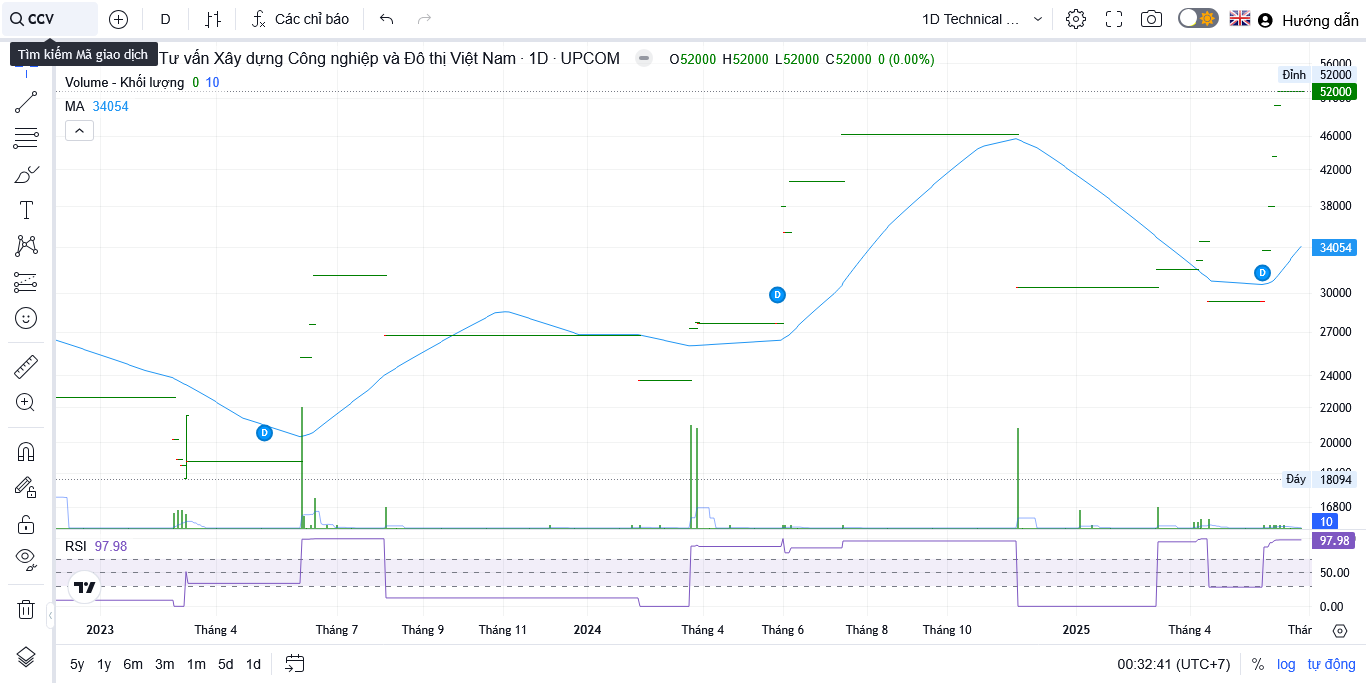 CCV D Các chỉ báo 1D Technical ... Hướng dẫn
Tìm kiếm Mã giao dịch
Tư vấn Xây dựng Công nghiệp và Đô thị Việt Nam · 1D · UPCOM O52000 H52000 L52000 C52000 0 (0.00%)
Volume - Khối lượng 0 10
MA 34054
56000
Đỉnh 52000
52000
46000
42000
38000
34054
30000
27000
24000
22000
20000
Đáy 18094
16800
10
D
D
D
RSI 97.98
97.98
50.00
0.00
2023 Tháng 4 Tháng 7 Tháng 9 Tháng 11 2024 Tháng 4 Tháng 6 Tháng 8 Tháng 10 2025 Tháng 4 Thár
5y 1y 6m 3m 1m 5d 1d 00:32:41 (UTC+7) % log tự động